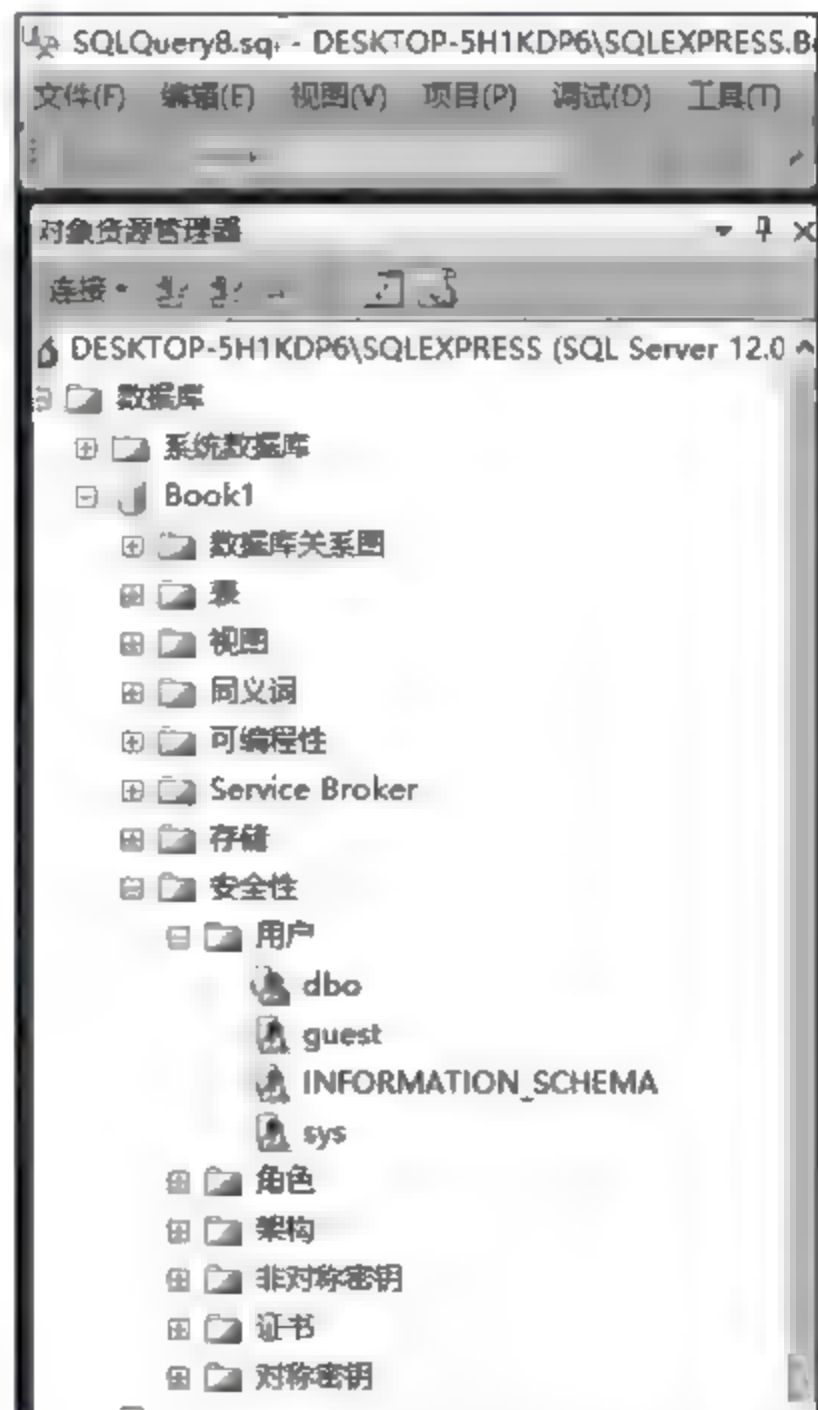 SQLQuery8.sql - DESKTOP-5H1KDP6\SQLEXPRESS.B
文件(F) 编辑(E) 视图(V) 项目(P) 调试(D) 工具(T)
对象资源管理器
连接
DESKTOP-5H1KDP6\SQLEXPRESS (SQL Server 12.0
数据库
系统数据库
Book1
数据库关系图
表
视图
同义词
可编程性
Service Broker
存储
安全性
用户
dbo
guest
INFORMATION_SCHEMA
sys
角色
架构
非对称密钥
证书
对称密钥